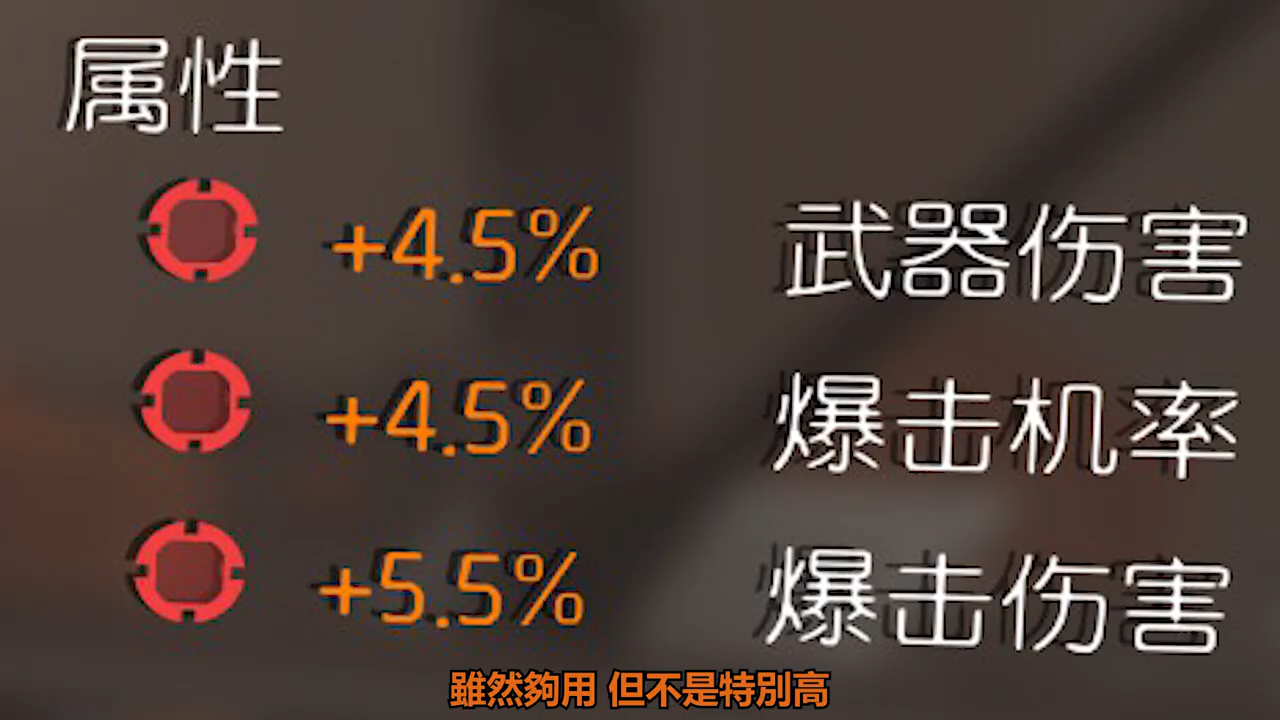 属性
+4.5% 武器伤害
+4.5% 爆击机率
+5.5% 爆击伤害
雖然夠用 但不是特別高